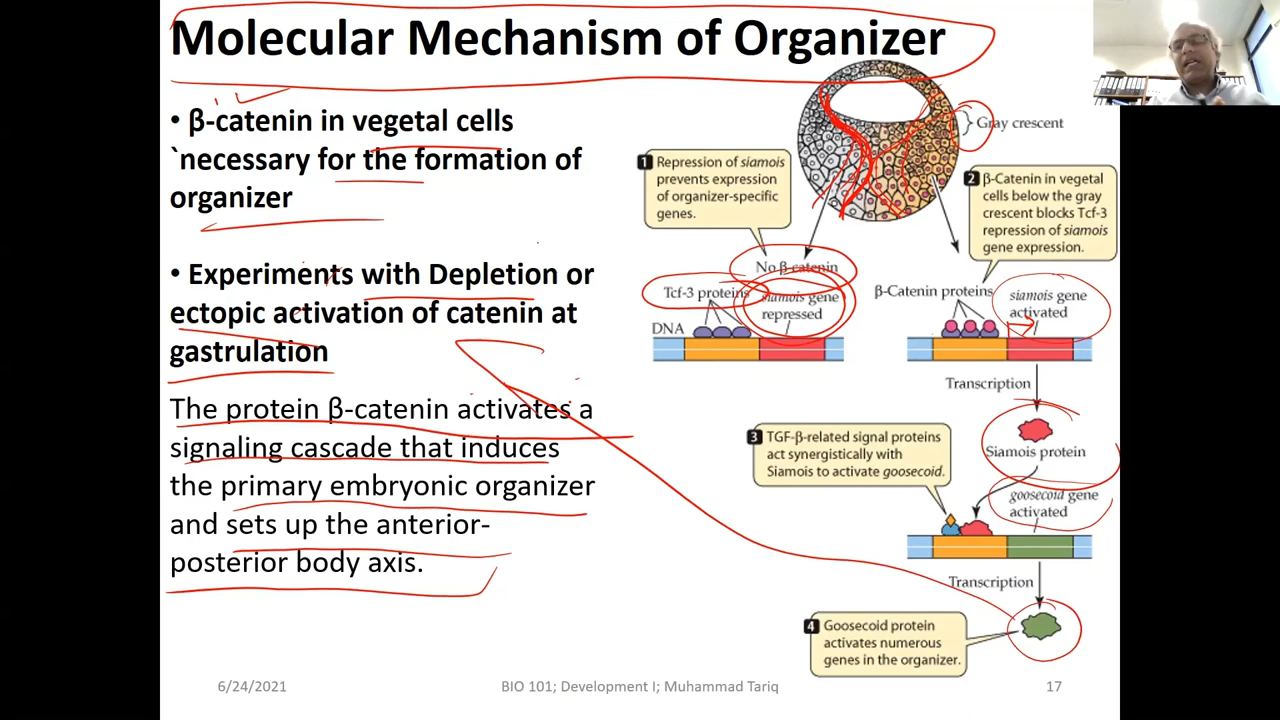 Molecular Mechanism of Organizer
• β-catenin in vegetal cells
`necessary for the formation of
organizer
• Experiments with Depletion or
ectopic activation of catenin at
gastrulation
The protein β-catenin activates a
signaling cascade that induces
the primary embryonic organizer
and sets up the anterior-
posterior body axis.
Gray crescent
1 Repression of siamois
prevents expression
of organizer-specific
genes.
2 β-Catenin in vegetal
cells below the gray
crescent blocks Tcf-3
repression of siamois
gene expression.
No β-catenin
Tcf-3 proteins
siamois gene
repressed
DNA
β-Catenin proteins
siamois gene
activated
Transcription
3 TGF-β-related signal proteins
act synergistically with
Siamois to activate goosecoid.
Siamois protein
goosecoid gene
activated
Transcription
4 Goosecoid protein
activates numerous
genes in the organizer.
6/24/2021
BIO 101; Development I; Muhammad Tariq
17